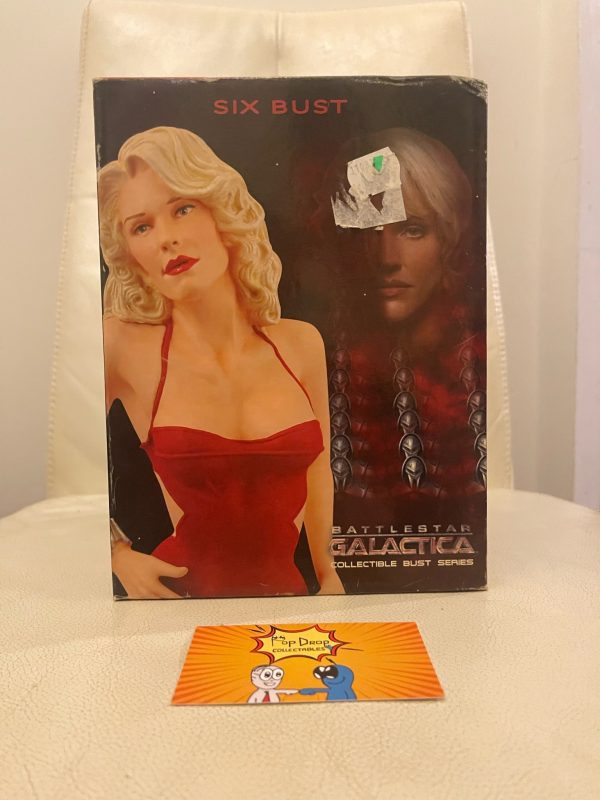 SIX BUST
BATTLESTAR
GALACTICA
COLLECTIBLE BUST SERIES
Pop Drop
COLLECTABLES